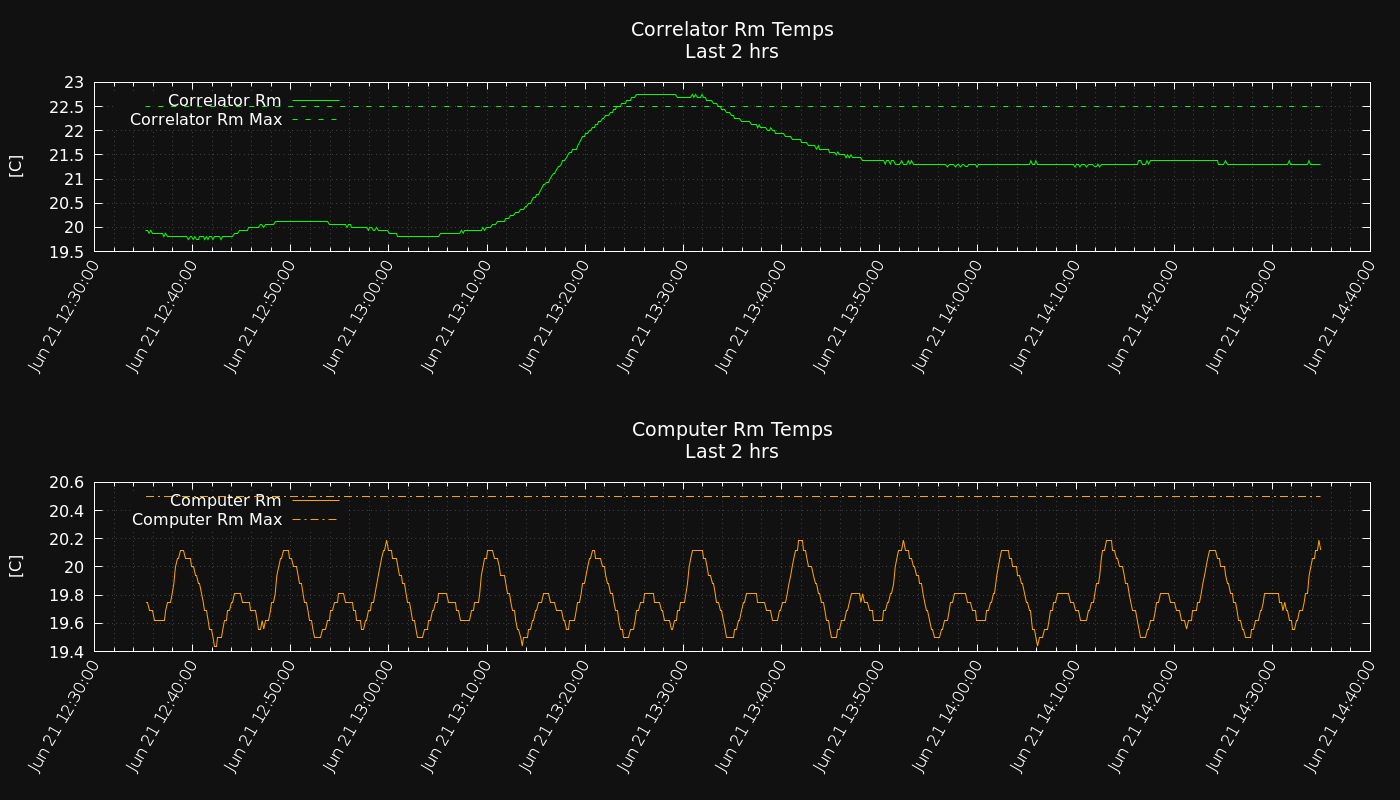 Correlator Rm Temps
Last 2 hrs
23
22.5
22
21.5
21
20.5
20
19.5
[C]
Correlator Rm
Correlator Rm Max
Jun 21 12:30:00
Jun 21 12:40:00
Jun 21 12:50:00
Jun 21 13:00:00
Jun 21 13:10:00
Jun 21 13:20:00
Jun 21 13:30:00
Jun 21 13:40:00
Jun 21 13:50:00
Jun 21 14:00:00
Jun 21 14:10:00
Jun 21 14:20:00
Jun 21 14:30:00
Jun 21 14:40:00
Computer Rm Temps
Last 2 hrs
20.6
20.4
20.2
20
19.8
19.6
19.4
[C]
Computer Rm
Computer Rm Max
Jun 21 12:30:00
Jun 21 12:40:00
Jun 21 12:50:00
Jun 21 13:00:00
Jun 21 13:10:00
Jun 21 13:20:00
Jun 21 13:30:00
Jun 21 13:40:00
Jun 21 13:50:00
Jun 21 14:00:00
Jun 21 14:10:00
Jun 21 14:20:00
Jun 21 14:30:00
Jun 21 14:40:00